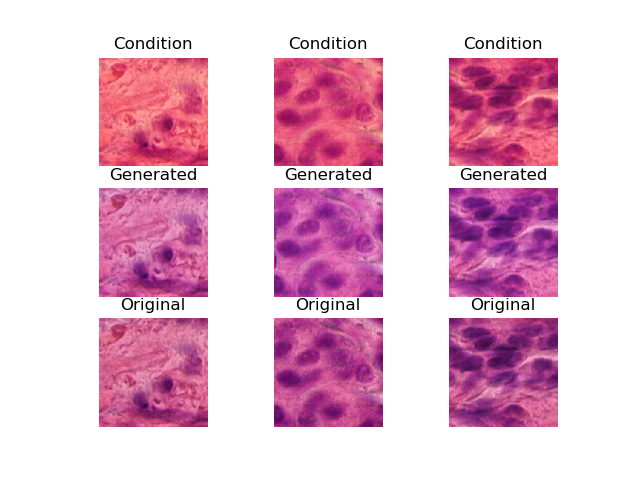 Condition Condition Condition
Generated Generated Generated
Original Original Original